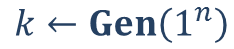 k ← Gen(1ⁿ)